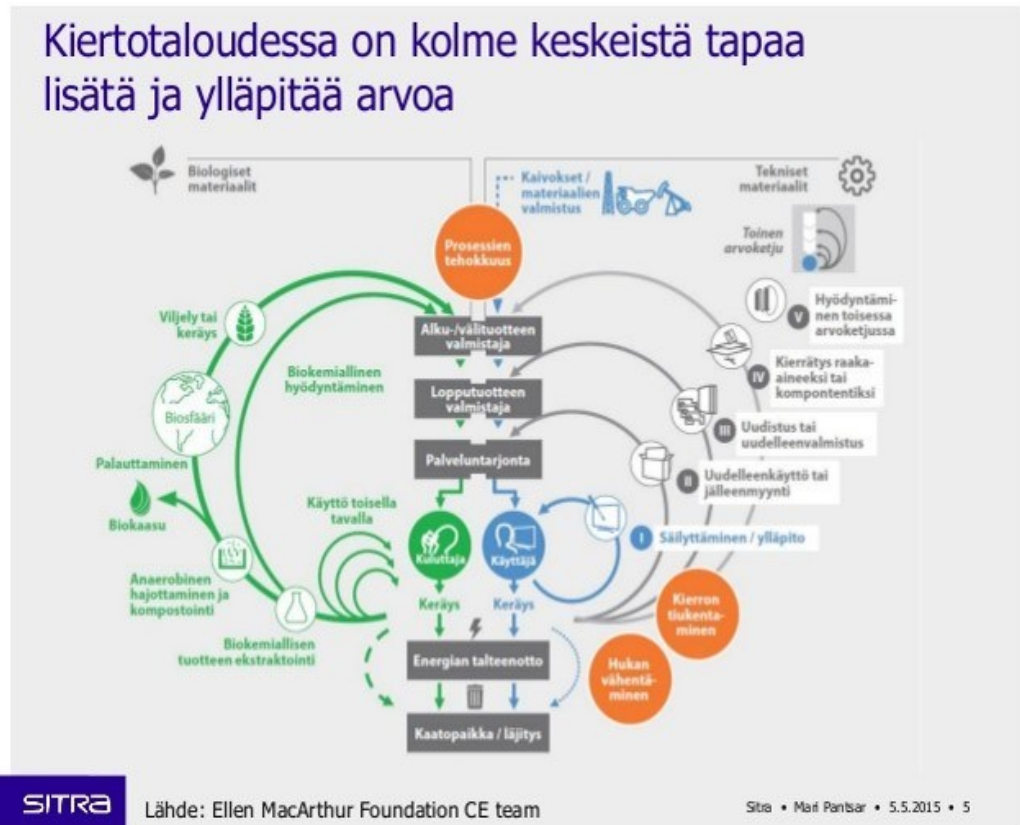 Kiertotaloudessa on kolme keskeistä tapaa
lisätä ja ylläpitää arvoa
Biologiset
materiaalit
Kaivokset /
materiaalien
valmistus
Tekniset
materiaalit
Toinen
arvoketju
Prosessien
tehokkuus
Viljely tai
keräys
Alku-/välituotteen
valmistaja
V
Hyödyntämi-
nen toisessa
arvoketjussa
Biokemiallinen
hyödyntäminen
IV
Kierrätys raaka-
aineeksi tai
kompontentiksi
Lopputuotteen
valmistaja
Biosfääri
III
Uudistus tai
uudelleenvalmistus
Palauttaminen
Palveluntarjonta
II
Uudelleenkäyttö tai
jälleenmyynti
Biokaasu
Käyttö toisella
tavalla
Kuluttaja
Käyttäjä
I
Säilyttäminen / ylläpito
Anaerobinen
hajottaminen ja
kompostointi
Keräys
Keräys
Kierron
tiukenta-
minen
Biokemiallisen
tuotteen ekstraktointi
Energian talteenotto
Hukan
vähentä-
minen
Kaatopaikka / läjitys
SITRA
Lähde: Ellen MacArthur Foundation CE team
Sitra • Mari Pantsar • 5.5.2015 • 5